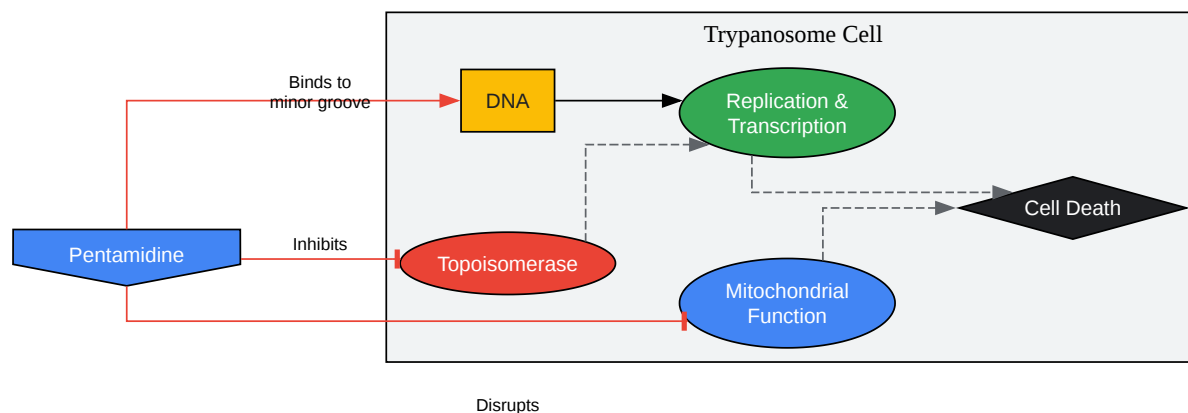 Trypanosome Cell
Binds to
minor groove
DNA
Replication &
Transcription
Cell Death
Pentamidine
Inhibits
Topoisomerase
Mitochondrial
Function
Disrupts